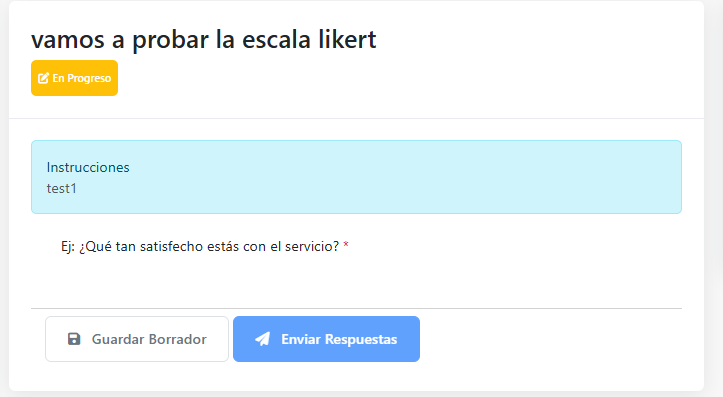 vamos a probar la escala likert
En Progreso
Instrucciones
test1
Ej: ¿Qué tan satisfecho estás con el servicio? *
Guardar Borrador
Enviar Respuestas